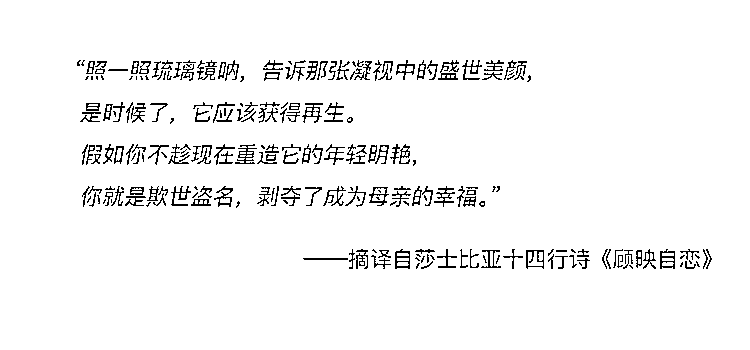 “照一照琉璃镜呐，告诉那张凝视中的盛世美颜，
是时候了，它应该获得再生。
假如你不趁现在重造它的年轻明艳，
你就是欺世盗名，剥夺了成为母亲的幸福。”
——摘译自莎士比亚十四行诗《顾映自恋》